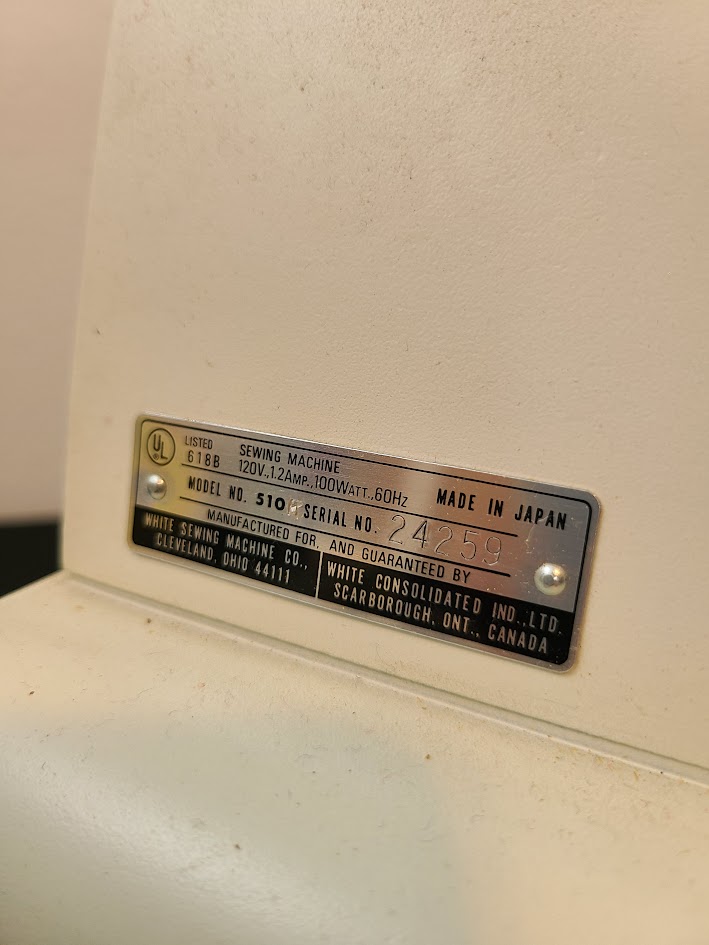 UL ® LISTED 618B
SEWING MACHINE
120V.,1.2AMP.,100WATT.,60HZ
MADE IN JAPAN
MODEL NO. 510 SERIAL NO. 24259
MANUFACTURED FOR, AND GUARANTEED BY
WHITE SEWING MACHINE CO.,
CLEVELAND, OHIO 44111
WHITE CONSOLIDATED IND.,LTD.
SCARBOROUGH, ONT., CANADA